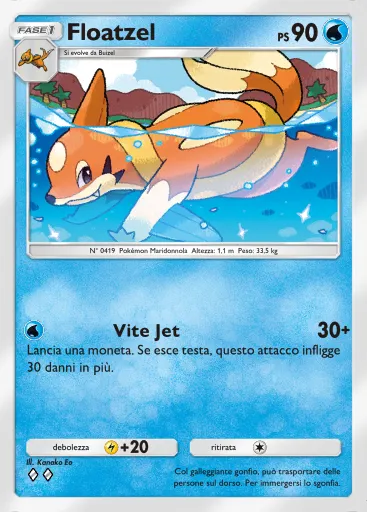 FASE 1
Floatzel
PS 90
Si evolve da Buizel
N° 0419 Pokémon Maridonnola Altezza: 1,1 m Peso: 33,5 kg
Vite Jet 30+
Lancia una moneta. Se esce testa, questo attacco infligge
30 danni in più.
debolezza +20
ritirata
Ill. Kanako Eo
Col galleggiante gonfio, può trasportare delle
persone sul dorso. Per immergersi lo sgonfia.